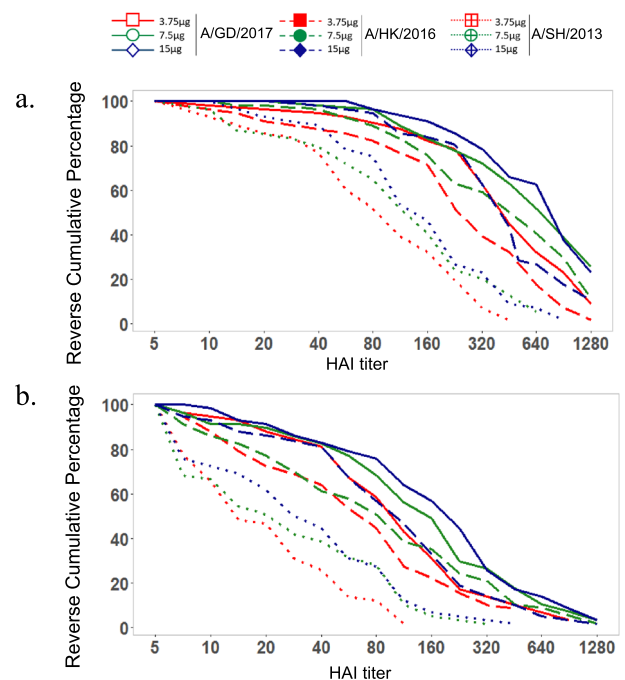 3.75µg 3.75µg 3.75µg
7.5µg A/GD/2017 7.5µg A/HK/2016 7.5µg A/SH/2013
15µg 15µg 15µg
a.
Reverse Cumulative Percentage
100
80
60
40
20
0
5 10 20 40 80 160 320 640 1280
HAI titer
b.
Reverse Cumulative Percentage
100
80
60
40
20
0
5 10 20 40 80 160 320 640 1280
HAI titer